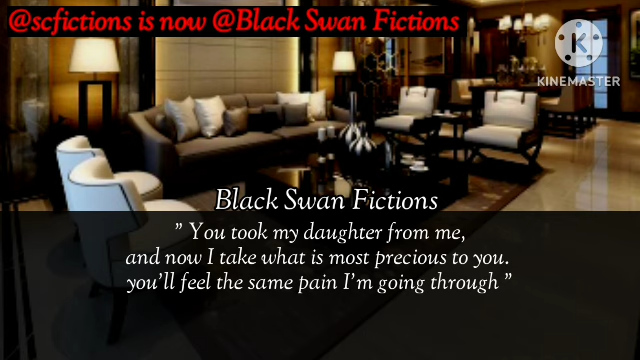 @scfictions is now @Black Swan Fictions
KINEMASTER
Black Swan Fictions
” You took my daughter from me,
and now I take what is most precious to you.
you’ll feel the same pain I’m going through ”